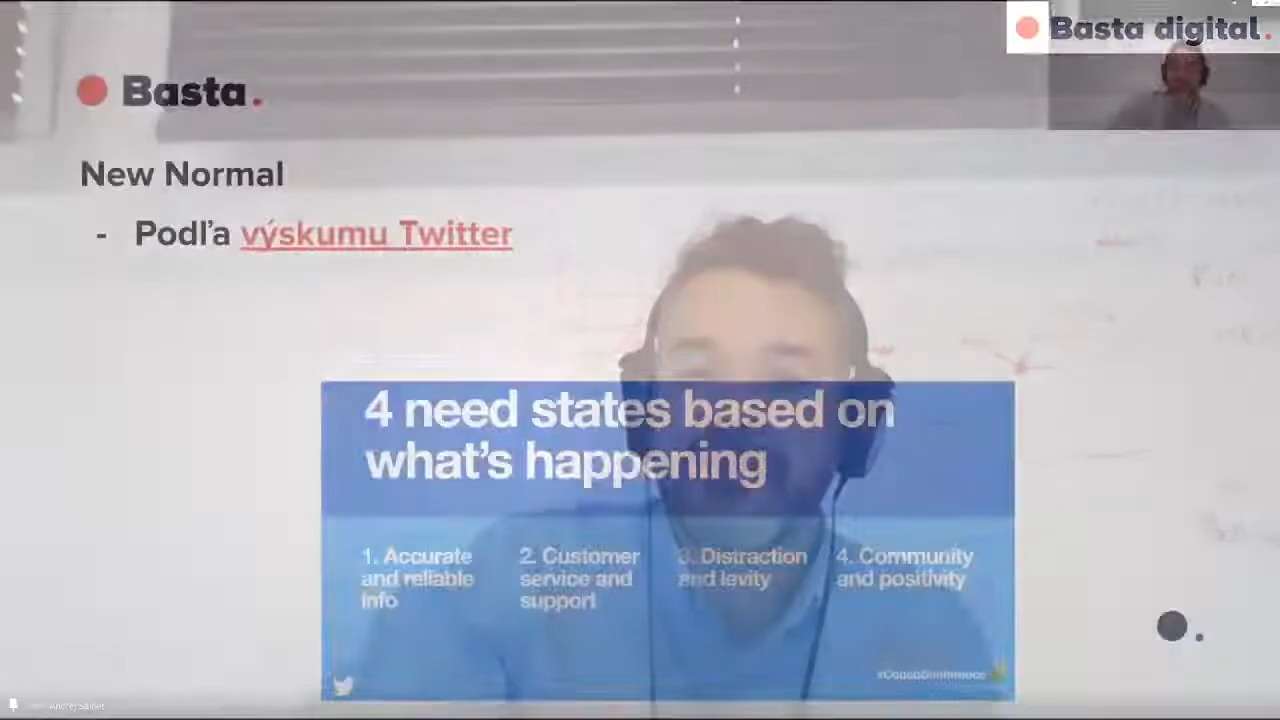 Basta digital.
Basta.
New Normal
- Podľa výskumu Twitter
4 need states based on
what's happening
1. Accurate
and reliable
info
2. Customer
service and
support
3. Distraction
and levity
4. Community
and positivity